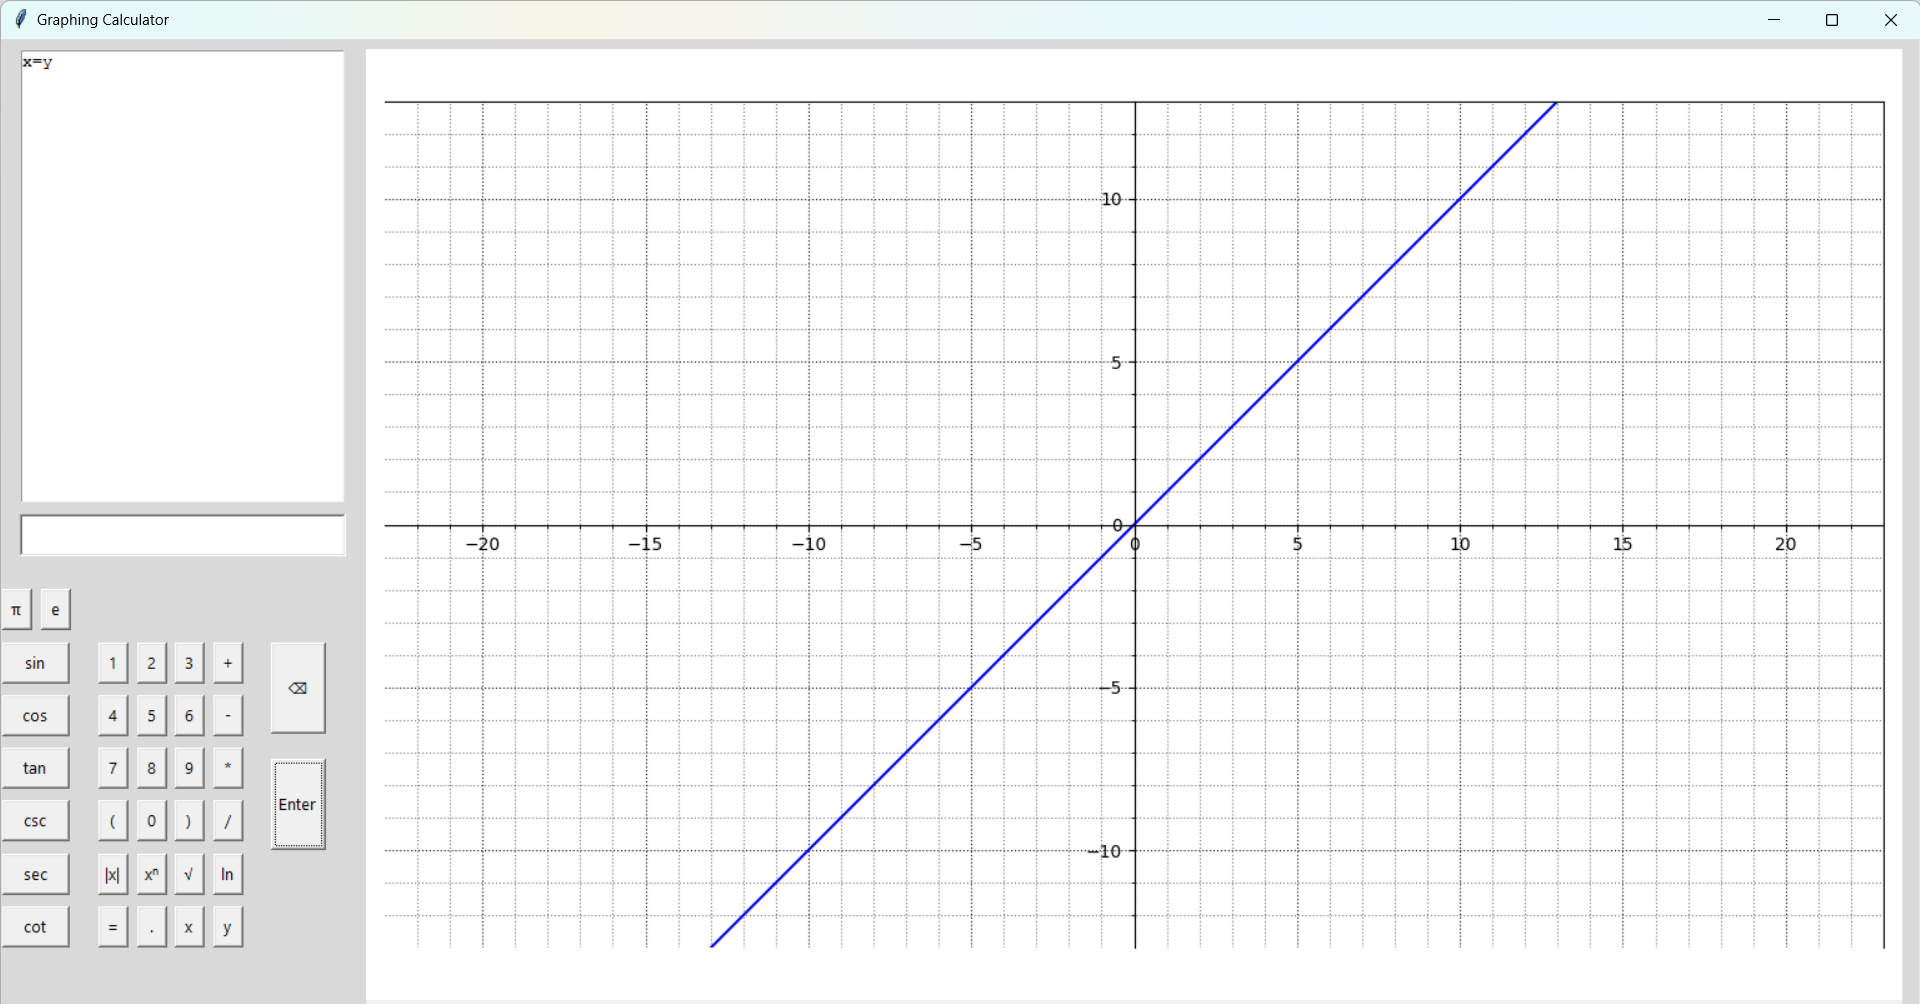 Graphing Calculator
x=y
π e
sin 1 2 3 + ⌫
cos 4 5 6 -
tan 7 8 9 * Enter
csc ( 0 ) /
sec |x| xⁿ √ ln
cot = . x y
10
5
0
−20 −15 −10 −5 0 5 10 15 20
−5
−10